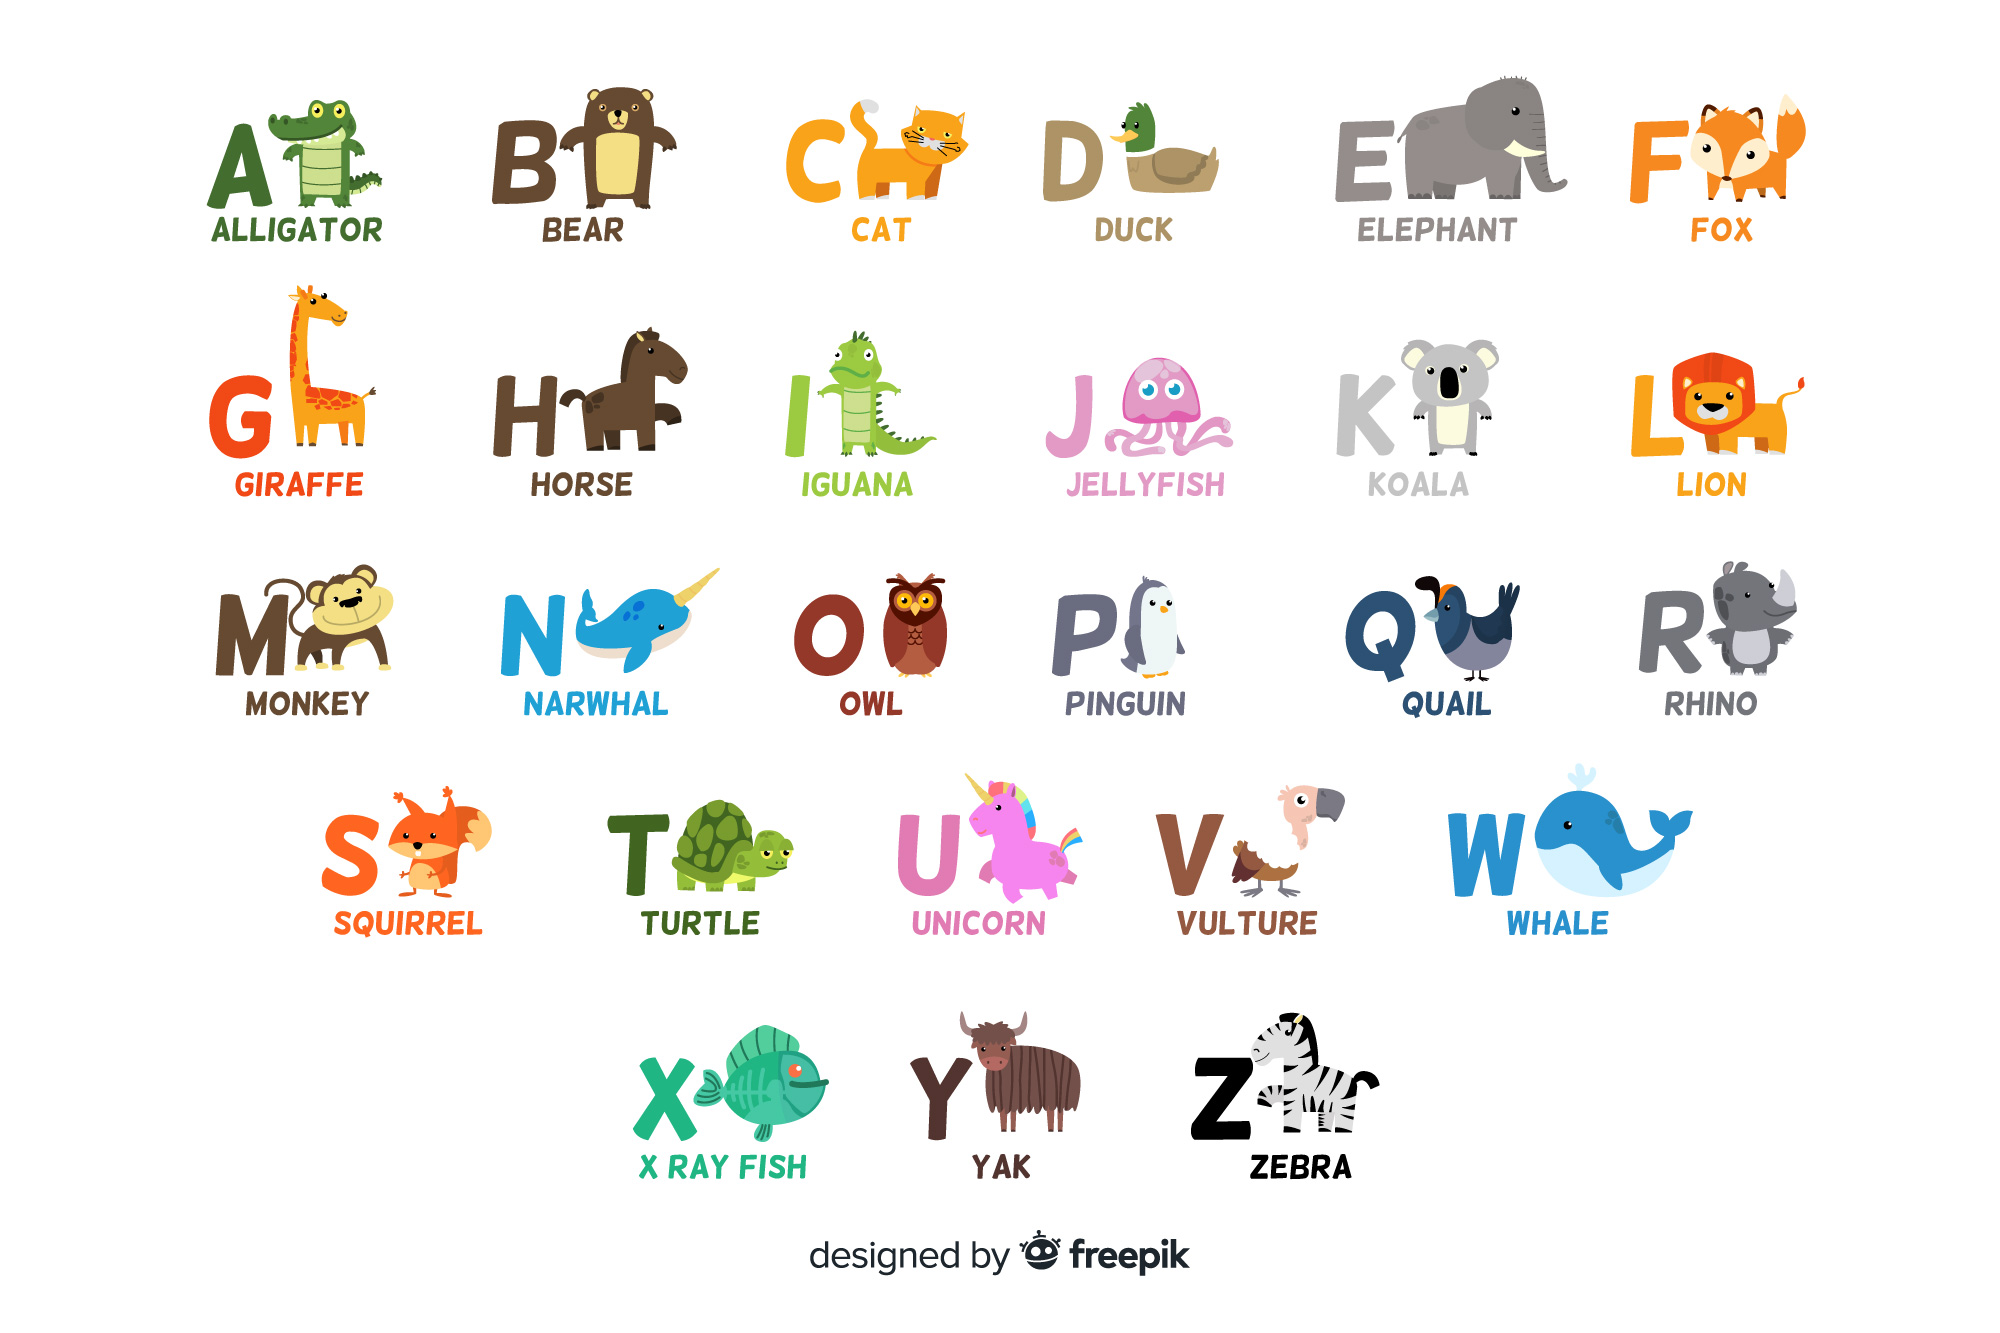 A B C D E F
ALLIGATOR BEAR CAT DUCK ELEPHANT FOX
G H I J K L
GIRAFFE HORSE IGUANA JELLYFISH KOALA LION
M N O P Q R
MONKEY NARWHAL OWL PINGUIN QUAIL RHINO
S T U V W
SQUIRREL TURTLE UNICORN VULTURE WHALE
X Y Z
X RAY FISH YAK ZEBRA
designed by freepik